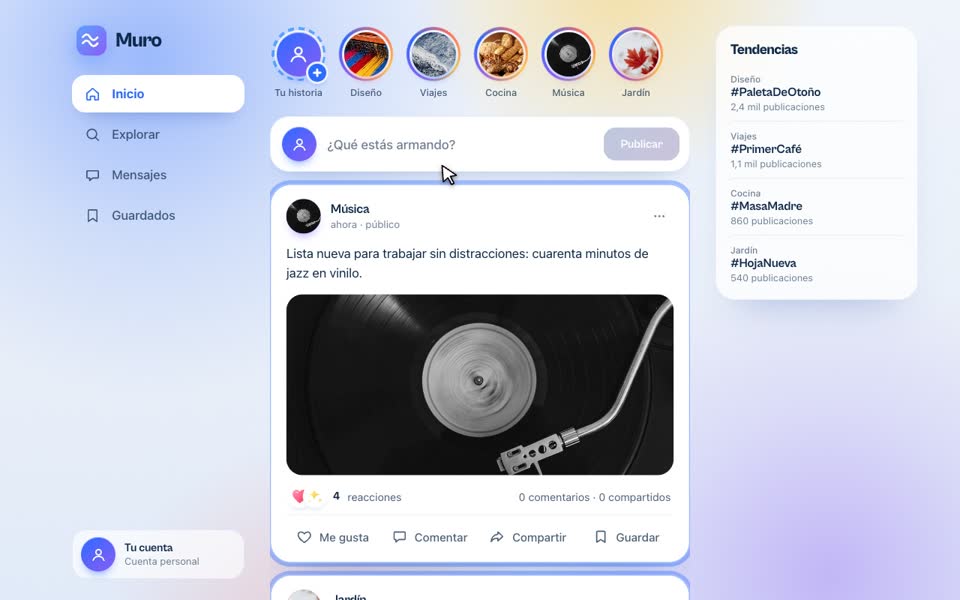 Muro
Inicio
Explorar
Mensajes
Guardados
Tu cuenta
Cuenta personal
Tu historia
Diseño
Viajes
Cocina
Música
Jardín
¿Qué estás armando?
Publicar
Música
ahora · público
Lista nueva para trabajar sin distracciones: cuarenta minutos de
jazz en vinilo.
4 reacciones
0 comentarios · 0 compartidos
Me gusta
Comentar
Compartir
Guardar
Jardín
Tendencias
Diseño
#PaletaDeOtoño
2,4 mil publicaciones
Viajes
#PrimerCafé
1,1 mil publicaciones
Cocina
#MasaMadre
860 publicaciones
Jardín
#HojaNueva
540 publicaciones